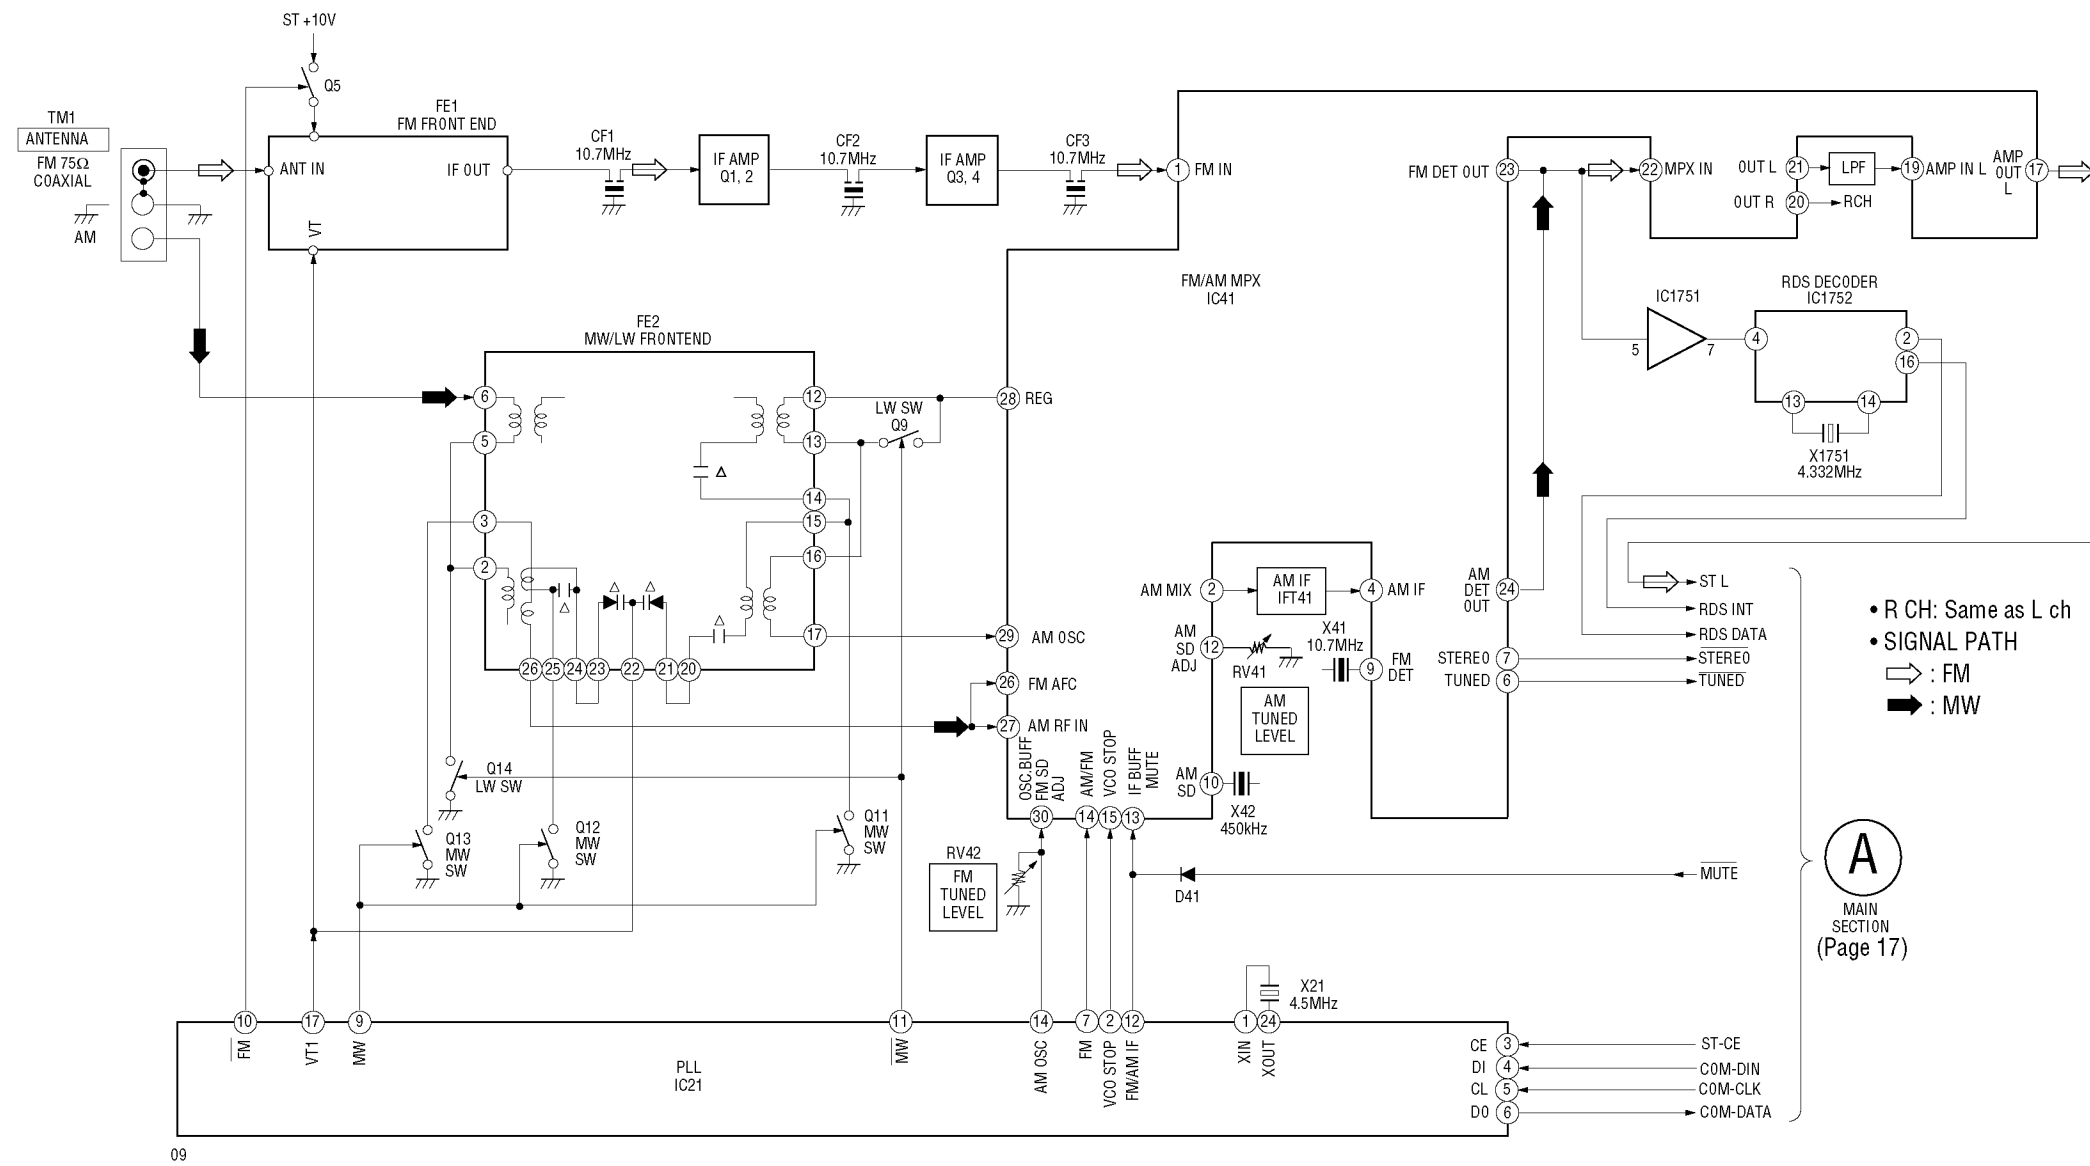 ST +10V
Q5
TM1
ANTENNA
FM 75Ω
COAXIAL
AM
FE1
FM FRONT END
ANT IN
IF OUT
VT
CF1
10.7MHz
IF AMP
Q1, 2
CF2
10.7MHz
IF AMP
Q3, 4
CF3
10.7MHz
1
FM IN
FM/AM MPX
IC41
FM DET OUT
23
22
MPX IN
OUT L
21
LPF
19
AMP IN L
AMP
OUT
L
17
OUT R
20
RCH
IC1751
5
7
RDS DECODER
IC1752
4
2
16
13
14
X1751
4.332MHz
FE2
MW/LW FRONTEND
6
5
3
2
12
13
14
15
16
17
26
25
24
23
22
21
20
Δ
Δ
Δ
Δ
Δ
LW SW
Q9
28
REG
29
AM OSC
26
FM AFC
27
AM RF IN
OSC.BUFF
FM SD
ADJ
AM/FM
VCO STOP
IF BUFF
MUTE
30
14
15
13
AM MIX
2
AM IF
IFT41
4
AM IF
AM
SD
ADJ
12
RV41
X41
10.7MHz
9
FM
DET
AM
TUNED
LEVEL
AM
SD
10
X42
450kHz
AM
DET
OUT
24
STEREO
7
TUNED
6
ST L
RDS INT
RDS DATA
STEREO
TUNED
• R CH: Same as L ch
• SIGNAL PATH
: FM
: MW
Q14
LW SW
Q13
MW
SW
Q12
MW
SW
Q11
MW
SW
RV42
FM
TUNED
LEVEL
D41
MUTE
A
MAIN
SECTION
(Page 17)
X21
4.5MHz
10
17
9
11
14
7
2
12
1
24
FM
VT1
MW
MW
AM OSC
FM
VCO STOP
FM/AM IF
XIN
XOUT
PLL
IC21
CE
3
ST-CE
DI
4
COM-DIN
CL
5
COM-CLK
DO
6
COM-DATA
09